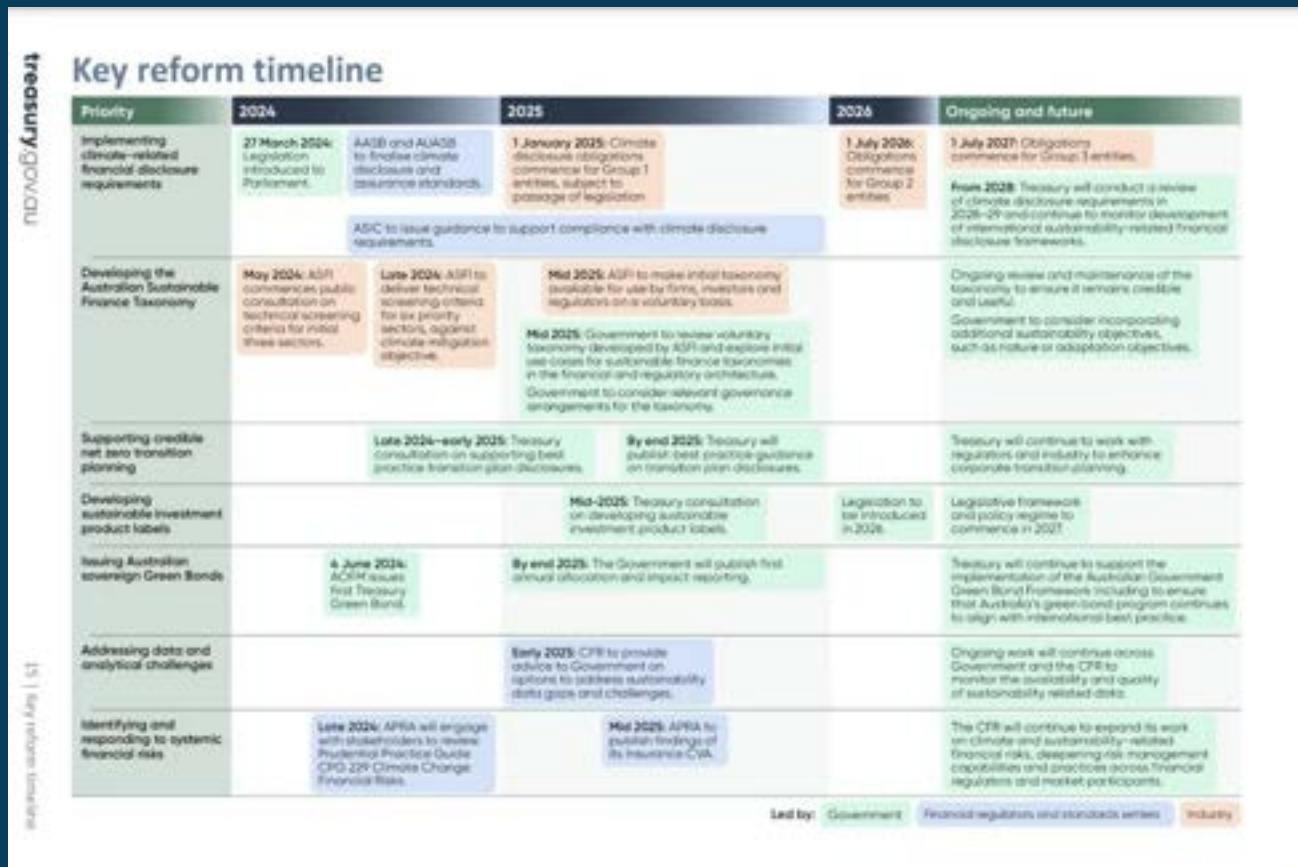 treasury.gov.au
Key reform timeline
Priority
2024
2025
2026
Ongoing and future
Implementing
climate-related
financial disclosure
requirements
27 March 2024:
Legislation
introduced to
Parliament.
AASB and AUASB
to finalise climate
disclosure and
assurance standards.
1 January 2025: Climate
disclosure obligations
commence for Group 1
entities, subject to
passage of legislation
1 July 2026:
Obligations
commence
for Group 2
entities
1 July 2027: Obligations
commence for Group 3 entities.
From 2028: Treasury will conduct a review
of climate disclosure requirements in
2028-29 and continue to monitor development
of international sustainability-related financial
disclosure frameworks.
ASIC to issue guidance to support compliance with climate disclosure
requirements.
Developing the
Australian Sustainable
Finance Taxonomy
May 2024: ASFI
commences public
consultation on
technical screening
criteria for initial
three sectors.
Late 2024: ASFI to
deliver technical
screening criteria
for six priority
sectors, against
climate mitigation
objective.
Mid 2025: ASFI to make initial taxonomy
available for use by firms, investors and
regulators on a voluntary basis.
Mid 2025: Government to review voluntary
taxonomy developed by ASFI and explore initial
use cases for sustainable finance taxonomies
in the financial and regulatory architecture.
Government to consider relevant governance
arrangements for the taxonomy.
Ongoing review and maintenance of the
taxonomy to ensure it remains credible
and useful.
Government to consider incorporating
additional sustainability objectives,
such as nature or adaptation objectives.
Supporting credible
net zero transition
planning
Late 2024-early 2025: Treasury
consultation on supporting best
practice transition plan disclosures.
By end 2025: Treasury will
publish best practice guidance
on transition plan disclosures.
Treasury will continue to work with
regulators and industry to enhance
corporate transition planning.
Developing
sustainable investment
product labels
Mid-2025: Treasury consultation
on developing sustainable
investment product labels.
Legislation to
be introduced
in 2026.
Legislative framework
and policy regime to
commence in 2027.
Issuing Australian
sovereign Green Bonds
4 June 2024:
AOFM issues
first Treasury
Green Bond.
By end 2025: The Government will publish first
annual allocation and impact reporting.
Treasury will continue to support the
implementation of the Australian Government
Green Bond Framework including to ensure
that Australia's green bond program continues
to align with international best practice.
Addressing data and
analytical challenges
Early 2025: CFR to provide
advice to Government on
options to address sustainability
data gaps and challenges.
Ongoing work will continue across
Government and the CFR to
monitor the availability and quality
of sustainability related data.
Identifying and
responding to systemic
financial risks
Late 2024: APRA will engage
with stakeholders to review
Prudential Practice Guide
CPG 229 Climate Change
Financial Risks.
Mid 2025: APRA to
publish findings of
its Insurance CVA.
The CFR will continue to expand its work
on climate and sustainability-related
financial risks, deepening risk management
capabilities and practices across financial
regulators and market participants.
Led by:
Government
Financial regulators and standards setters
Industry
15 | Key reform timeline